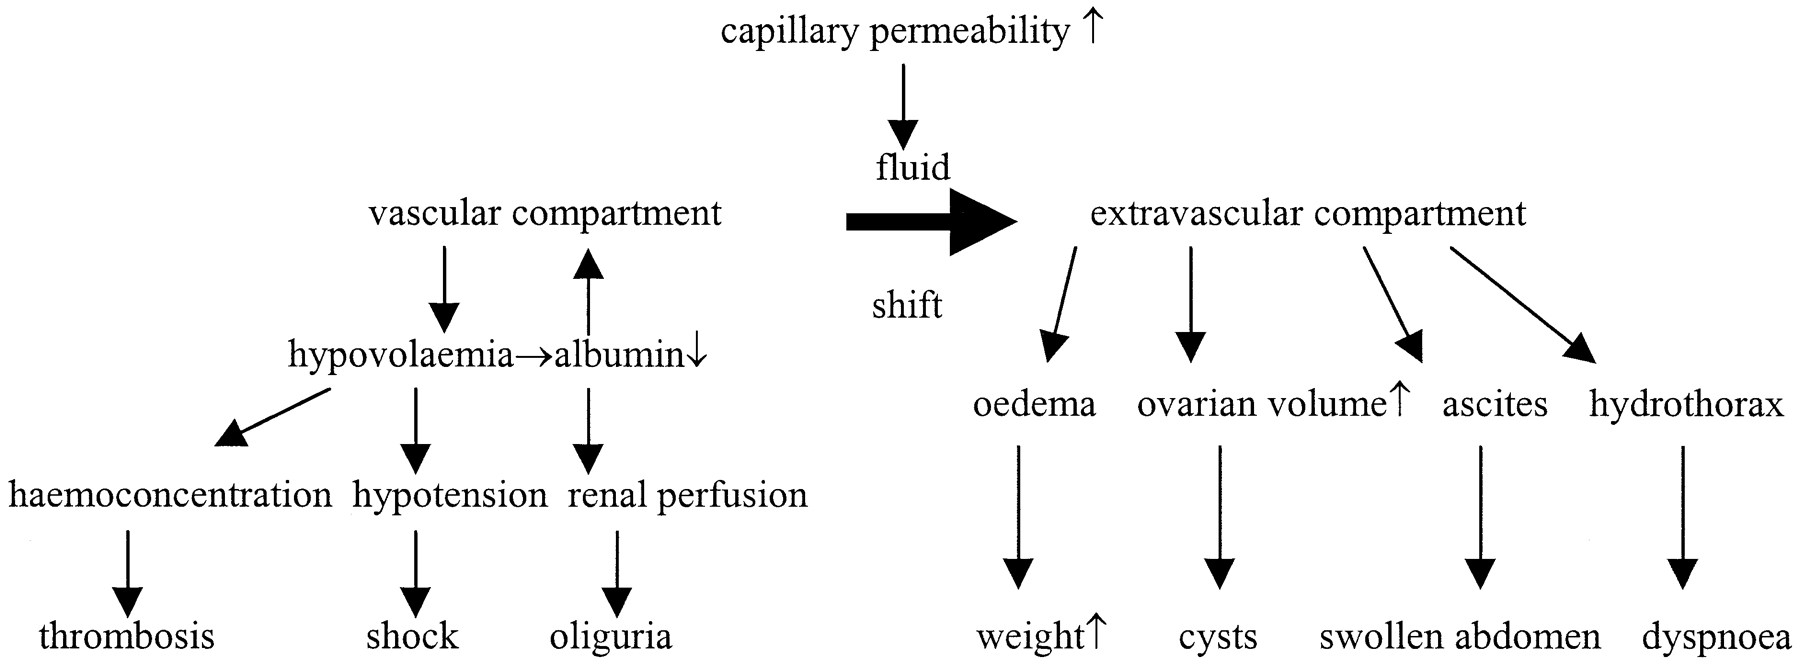 capillary permeability ↑
fluid
vascular compartment
extravascular compartment
shift
hypovolaemia→albumin↓
oedema ovarian volume↑ ascites hydrothorax
haemoconcentration hypotension renal perfusion
thrombosis shock oliguria
weight↑ cysts swollen abdomen dyspnoea